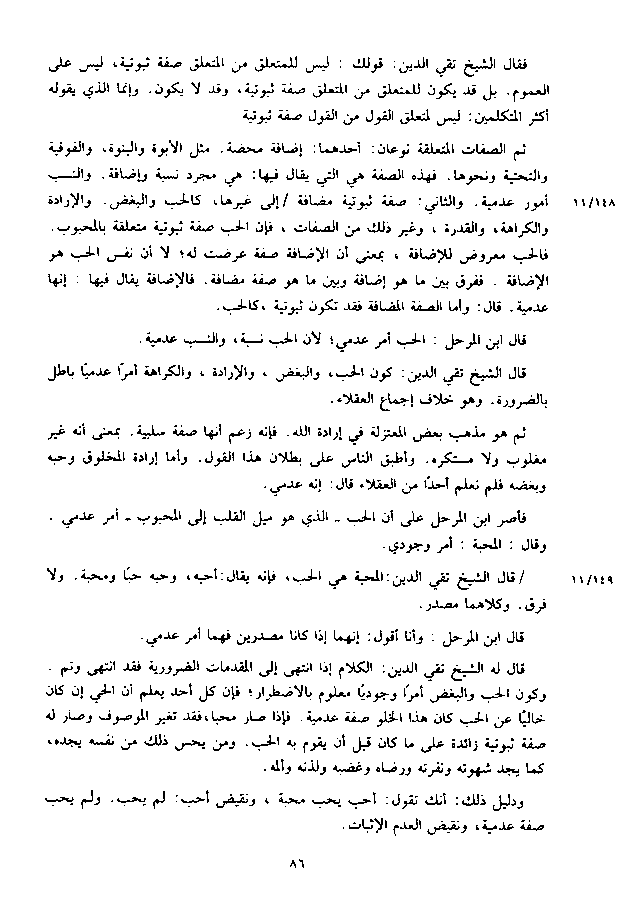 فقال الشيخ تقي الدين: قولك : ليس للمتعلق من المتعلق صفة ثبوتية، ليس على
العموم. بل قد يكون للمتعلق من المتعلق صفة ثبوتية، وقد لا يكون. وإنما الذي يقوله
أكثر المتكلمين: ليس لمتعلق القول من القول صفة ثبوتية
ثم الصفات المتعلقة نوعان: أحدهما: إضافة محضة. مثل الأبوة والبنوة، والفوقية
والتحتية ونحوها. فهذه الصفة هي التي يقال فيها: هي مجرد نسبة وإضافة. والنسب
أمور عدمية. والثاني: صفة ثبوتية مضافة /إلى غيرها، كالحب والبغض. والإرادة ١١/١٤٨
والكراهة، والقدرة ، وغير ذلك من الصفات ، فإن الحب صفة ثبوتية متعلقة بالمحبوب.
فالحب معروض للإضافة ، بمعنى أن الإضافة صفة عرضت له؛ لا أن نفس الحب هو
الإضافة . ففرق بين ما هو إضافة وبين ما هو صفة مضافة. فالإضافة يقال فيها : إنها
عدمية. قال: وأما الصفة المضافة فقد تكون ثبوتية ،كالحب.
قال ابن المرحل : الحب أمر عدمي؛ لأن الحب نسبة، والنسب عدمية.
قال الشيخ تقي الدين: كون الحب، والبغض ، والإرادة ، والكراهة أمرًا عدميًا باطل
بالضرورة. وهو خلاف إجماع العقلاء.
ثم هو مذهب بعض المعتزلة في إرادة الله. فإنه زعم أنها صفة سلبية. بمعنى أنه غير
مغلوب ولا مستكره. وأطبق الناس على بطلان هذا القول. وأما إرادة المخلوق وحبه
وبغضه فلم نعلم أحدًا من العقلاء قال: إنه عدمي.
فأصر ابن المرحل على أن الحب ـ الذي هو ميل القلب إلى المحبوب ـ أمر عدمي .
وقال : المحبة : أمر وجودي.
/ قال الشيخ تقي الدين:المحبة هي الحب، فإنه يقال:أحبه، وحبه حبًا ومحبة. ولا ١١/١٤٩
فرق. وكلاهما مصدر.
قال ابن المرحل : وأنا أقول: إنهما إذا كانا مصدرين فهما أمر عدمي.
قال له الشيخ تقي الدين: الكلام إذا انتهى إلى المقدمات الضرورية فقد انتهى وتم .
وكون الحب والبغض أمرًا وجوديًا معلوم بالاضطرار؛ فإن كل أحد يعلم أن الحي إن كان
خاليًا عن الحب كان هذا الخلو صفة عدمية. فإذا صار محبا،فقد تغير الموصوف وصار له
صفة ثبوتية زائدة على ما كان قبل أن يقوم به الحب. ومن يحس ذلك من نفسه يجده،
كما يجد شهوته ونفرته ورضاه وغضبه ولذته وألمه.
ودليل ذلك: أنك تقول: أحب يحب محبة ، ونقيض أحب: لم يحب. ولم يحب
صفة عدمية، ونقيض العدم الإثبات.
٨٦